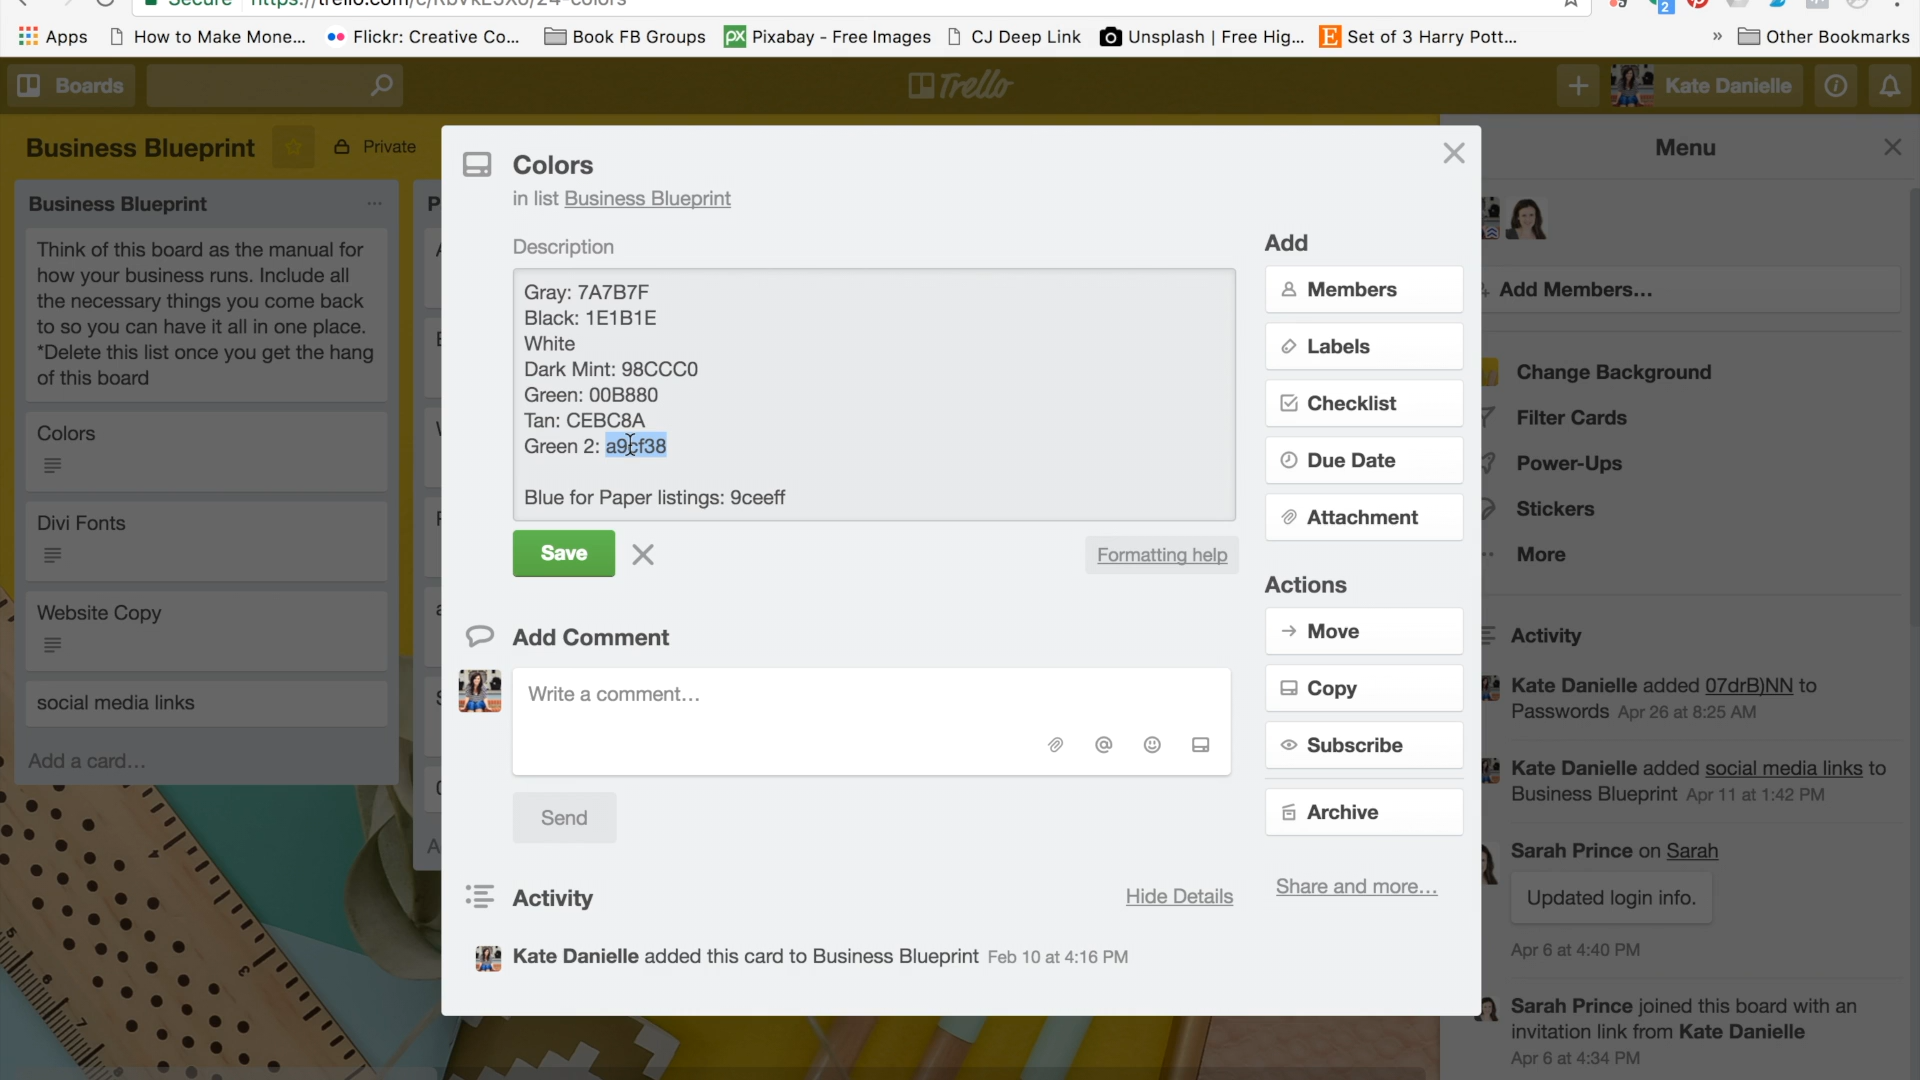 Secure
Apps
How to Make Mone...
Flickr: Creative Co...
Book FB Groups
Pixabay - Free Images
CJ Deep Link
Unsplash | Free Hig...
Set of 3 Harry Pott...
»
Other Bookmarks
Boards
Trello
Kate Danielle
Business Blueprint
Private
Business Blueprint
Think of this board as the manual for
how your business runs. Include all
the necessary things you come back
to so you can have it all in one place.
*Delete this list once you get the hang
of this board
Colors
Divi Fonts
Website Copy
social media links
Add a card...
Colors
in list Business Blueprint
Description
Gray: 7A7B7F
Black: 1E1B1E
White
Dark Mint: 98CCC0
Green: 00B880
Tan: CEBC8A
Green 2: a9cf38
Blue for Paper listings: 9ceeff
Save
Formatting help
Add Comment
Write a comment...
Send
Activity
Hide Details
Kate Danielle added this card to Business Blueprint Feb 10 at 4:16 PM
Add
Members
Labels
Checklist
Due Date
Attachment
Actions
Move
Copy
Subscribe
Archive
Share and more...
Menu
Add Members...
Change Background
Filter Cards
Power-Ups
Stickers
More
Activity
Kate Danielle added 07drB)NN to
Passwords Apr 26 at 8:25 AM
Kate Danielle added social media links to
Business Blueprint Apr 11 at 1:42 PM
Sarah Prince on Sarah
Updated login info.
Apr 6 at 4:40 PM
Sarah Prince joined this board with an
invitation link from Kate Danielle
Apr 6 at 4:34 PM